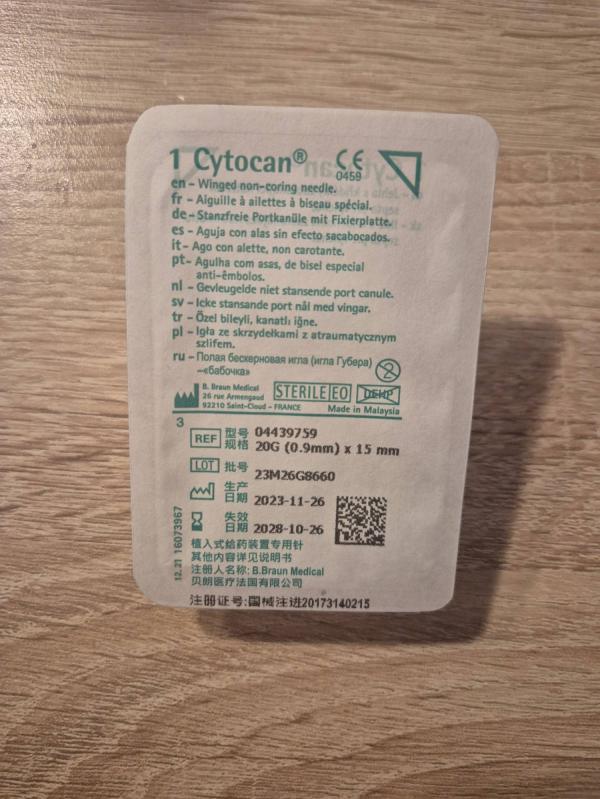 1 Cytocan® CE
0459
en – Winged non-coring needle.
fr – Aiguille à ailettes à biseau spécial.
de – Stanzfreie Portkanüle mit Fixierplatte.
es – Aguja con alas sin efecto sacabocados.
it – Ago con alette, non carotante.
pt – Agulha com asas, de bisel especial
anti-êmbolos.
nl – Gevleugelde niet stansende port canule.
sv – Icke stansande port nål med vingar.
tr – Özel bileyli, kanatlı iğne.
pl – Igła ze skrzydełkami z atraumatycznym
szlifem.
ru – Полая бескерновая игла (игла Губера)
–«бабочка»
2
B. Braun Medical
26 rue Armengaud
92210 Saint-Cloud – FRANCE
STERILE EO
DEHP
Made in Malaysia
3
REF 型号 04439759
规格 20G (0.9mm) x 15 mm
LOT 批号 23M26G8660
生产
日期 2023-11-26
失效
日期 2028-10-26
植入式给药装置专用针
其他内容详见说明书
注册人名称: B.Braun Medical
贝朗医疗法国有限公司
注册证号:国械注进20173140215
12.21 16073967